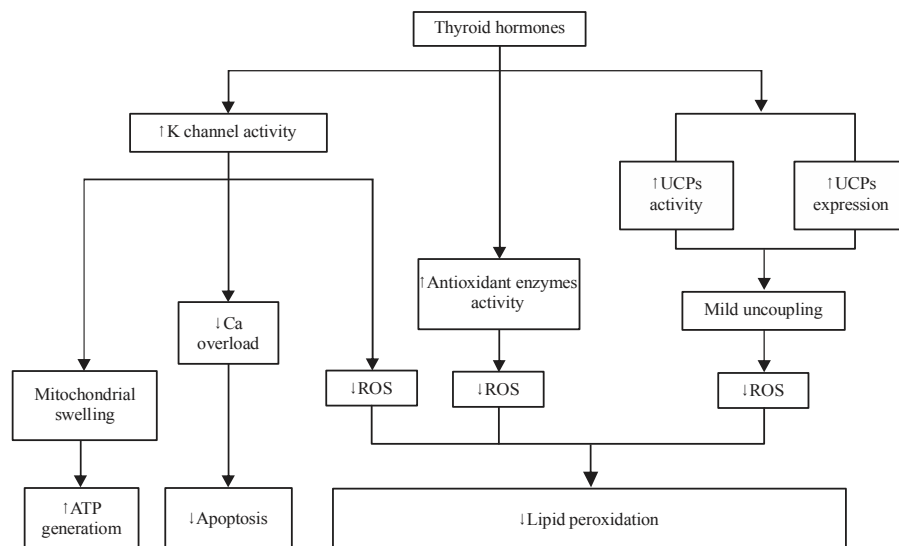 Thyroid hormones
↑K channel activity
↑UCPs
activity
↑UCPs
expression
↑Antioxidant enzymes
activity
Mild uncoupling
↓Ca
overload
Mitochondrial
swelling
↓ROS
↓ROS
↓ROS
↑ATP
generatiom
↓Apoptosis
↓Lipid peroxidation